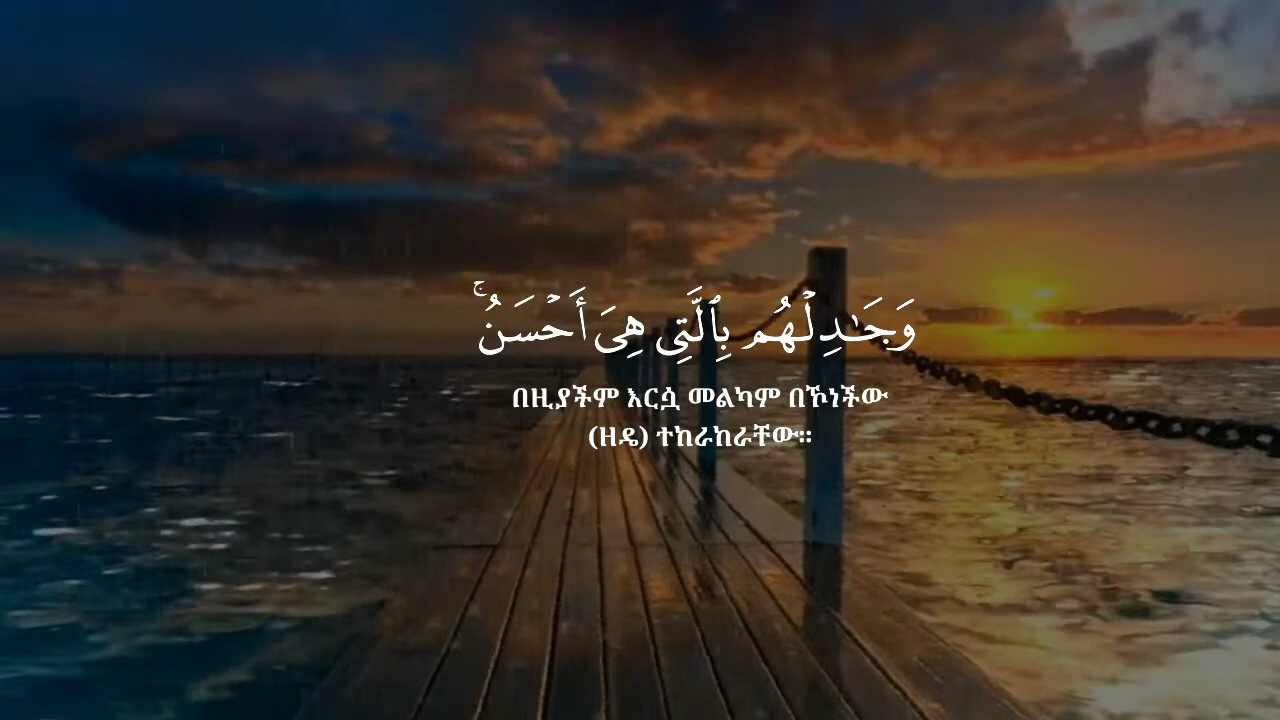 وَجَـٰدِلْهُم بِٱلَّتِى هِىَ أَحْسَنُ ۚ
በዚያችም እርሷ መልካም በኾነችው
(ዘዴ) ተከራከራቸው፡፡